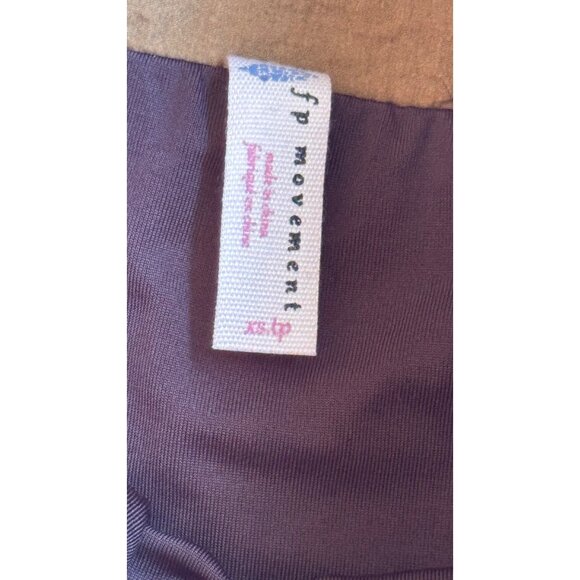 fp movement
made in china
fabriqué en chine
xs/tp